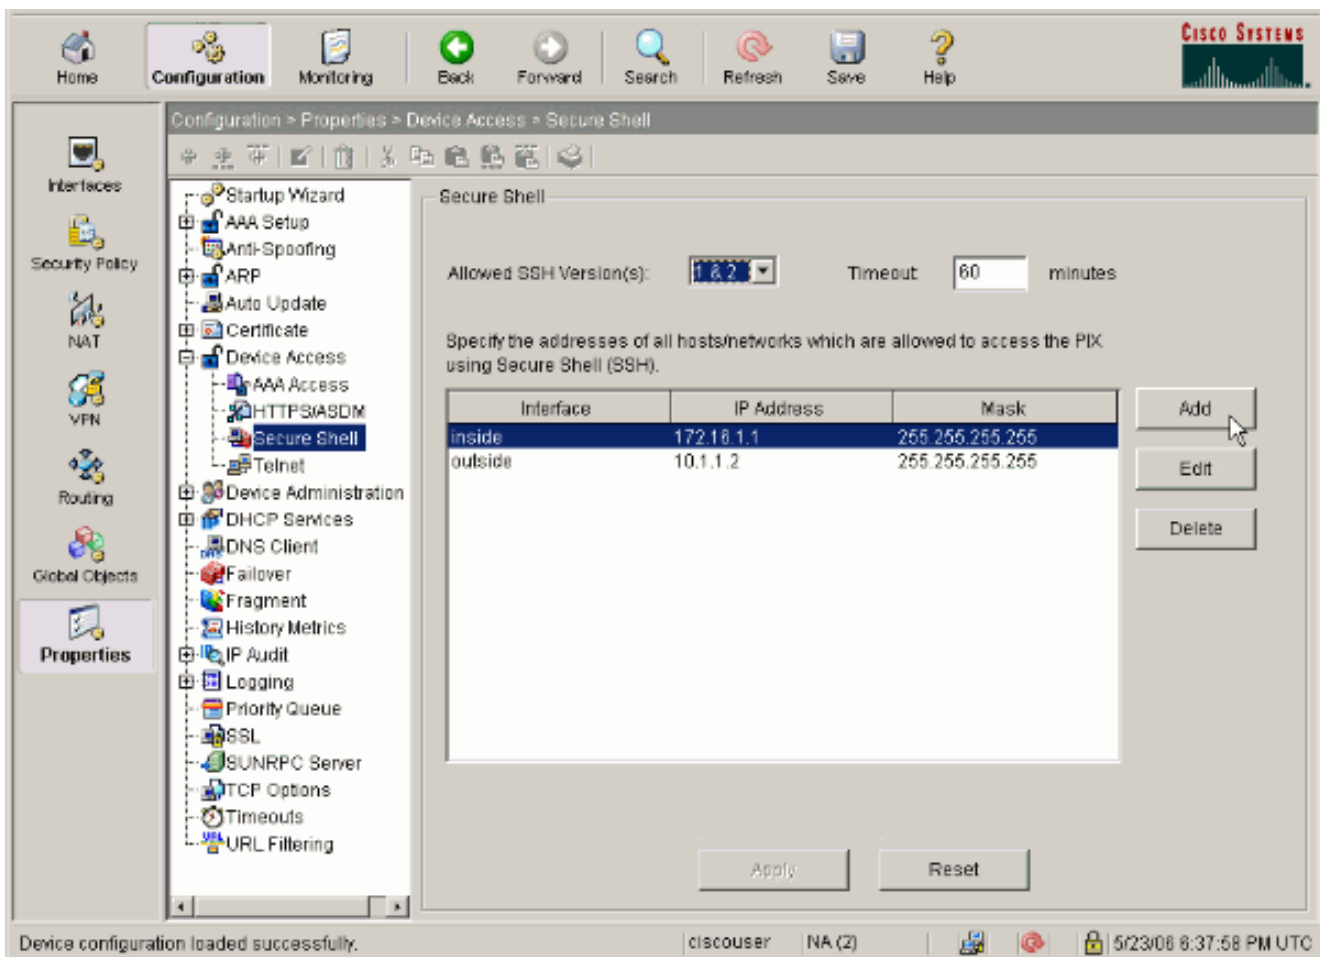 CISCO SYSTEMS
Home Configuration Monitoring Back Forward Search Refresh Save Help
Configuration > Properties > Device Access > Secure Shell
Interfaces
Security Policy
NAT
VPN
Routing
Global Objects
Properties
Startup Wizard
AAA Setup
Anti-Spoofing
ARP
Auto Update
Certificate
Device Access
AAA Access
HTTPS/ASDM
Secure Shell
Telnet
Device Administration
DHCP Services
DNS Client
Failover
Fragment
History Metrics
IP Audit
Logging
Priority Queue
SSL
SUNRPC Server
TCP Options
Timeouts
URL Filtering
Secure Shell
Allowed SSH Version(s): 1 & 2 Timeout: 60 minutes
Specify the addresses of all hosts/networks which are allowed to access the PIX
using Secure Shell (SSH).
Interface IP Address Mask
inside 172.16.1.1 255.255.255.255
outside 10.1.1.2 255.255.255.255
Add
Edit
Delete
Apply Reset
Device configuration loaded successfully. ciscouser NA (2) 5/23/06 6:37:58 PM UTC